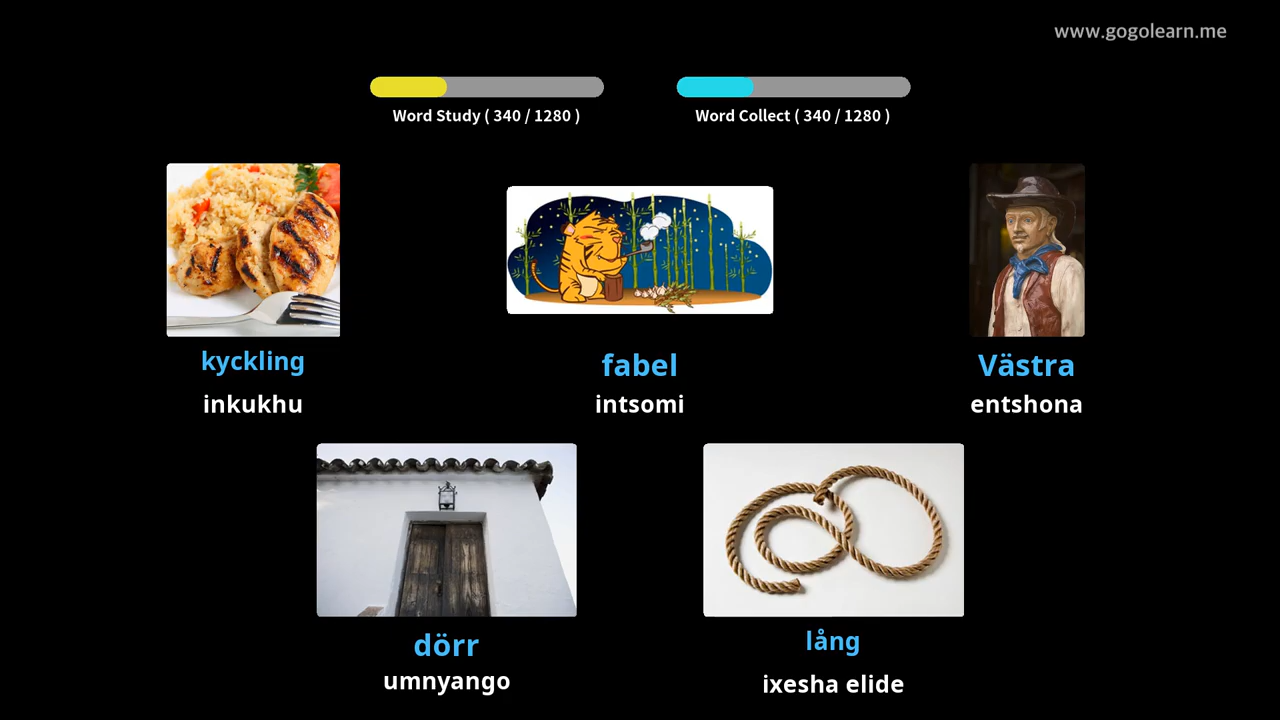 www.gogolearn.me
Word Study ( 340 / 1280 )
Word Collect ( 340 / 1280 )
kyckling
inkukhu
fabel
intsomi
Västra
entshona
dörr
umnyango
lång
ixesha elide